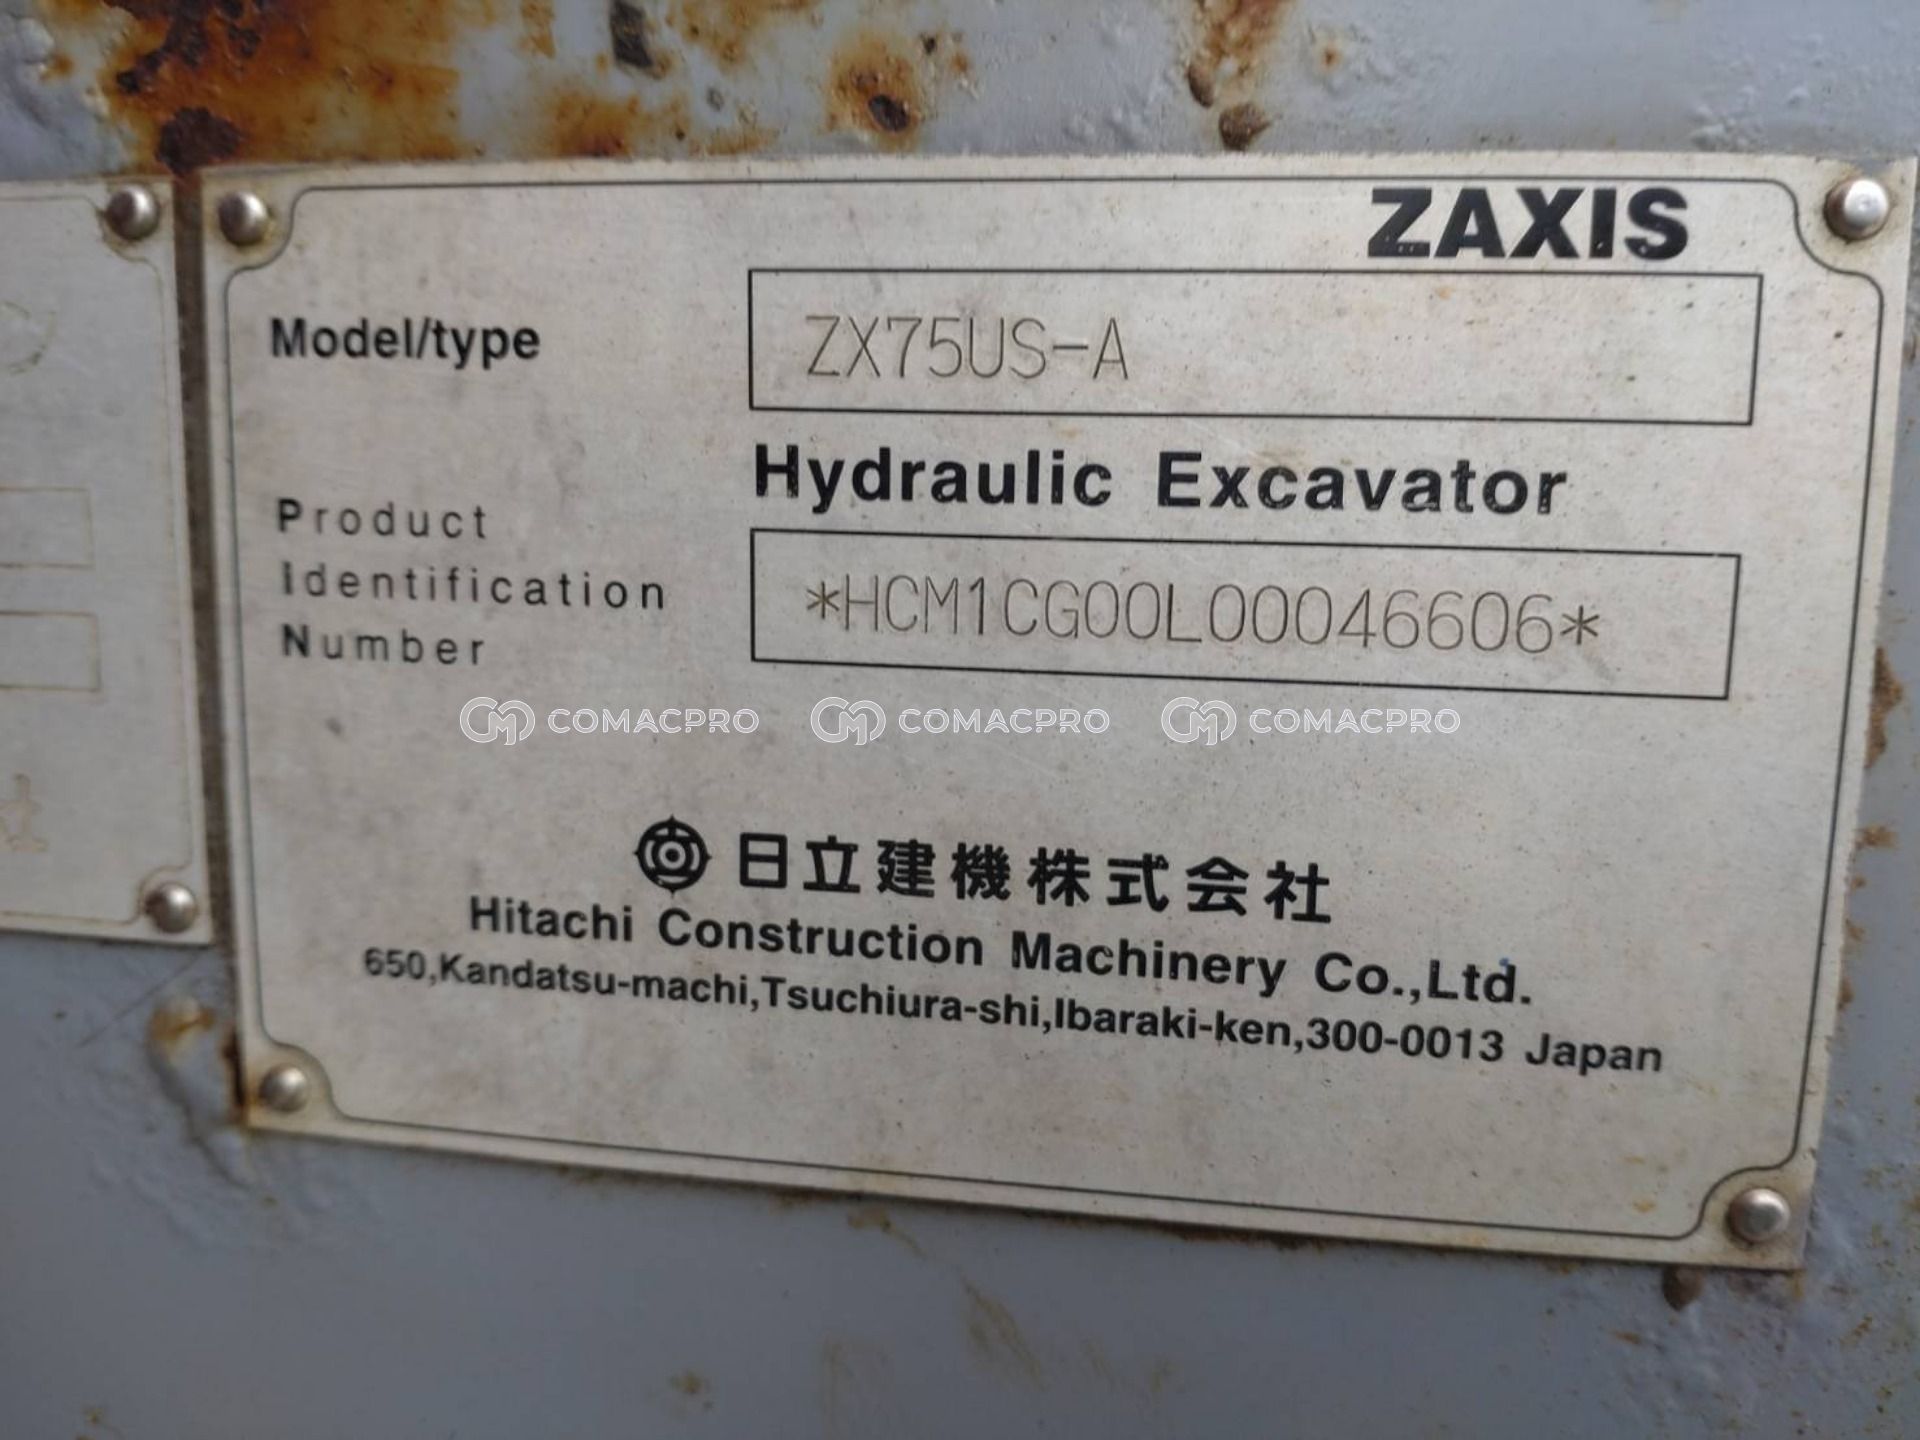 ZAXIS
Model/type ZX75US-A
Hydraulic Excavator
Product
Identification
Number
*HCM1CG00L00046606*
COMACPRO COMACPRO COMACPRO
日立建機株式会社
Hitachi Construction Machinery Co.,Ltd.
650,Kandatsu-machi,Tsuchiura-shi,Ibaraki-ken,300-0013 Japan
社